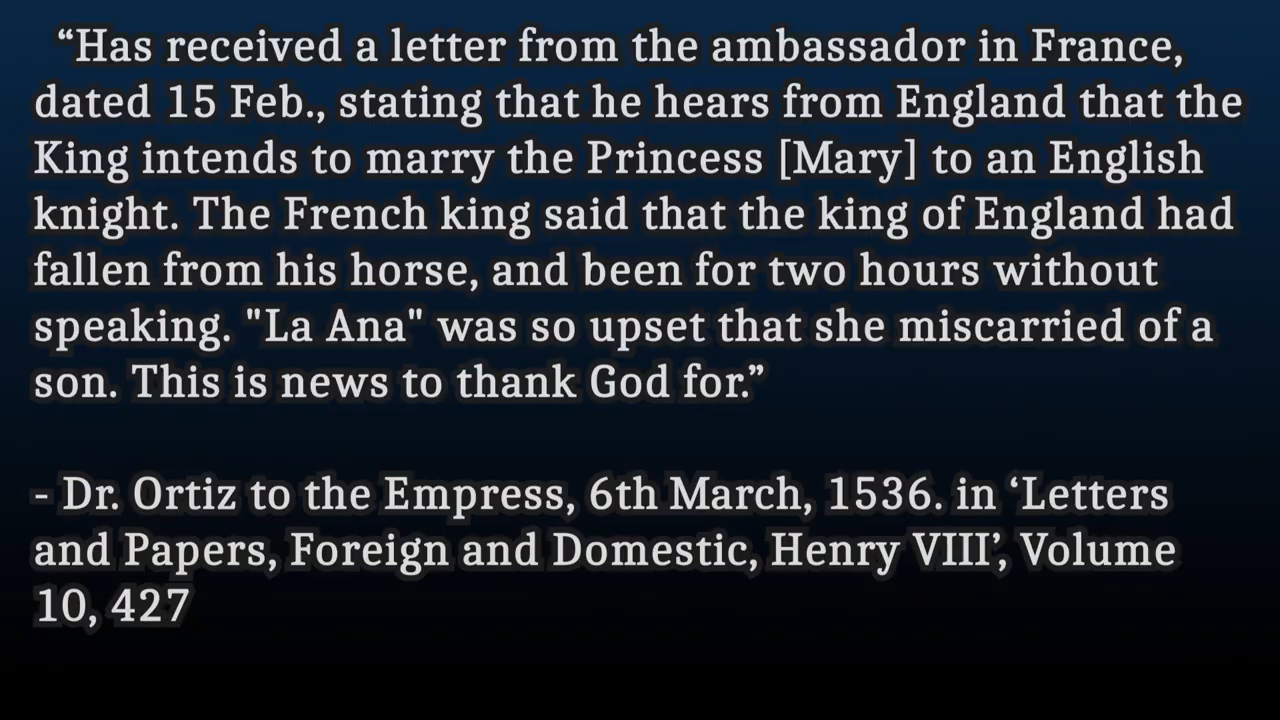 “Has received a letter from the ambassador in France,
dated 15 Feb., stating that he hears from England that the
King intends to marry the Princess [Mary] to an English
knight. The French king said that the king of England had
fallen from his horse, and been for two hours without
speaking. "La Ana" was so upset that she miscarried of a
son. This is news to thank God for.”
- Dr. Ortiz to the Empress, 6th March, 1536. in ‘Letters
and Papers, Foreign and Domestic, Henry VIII’, Volume
10, 427